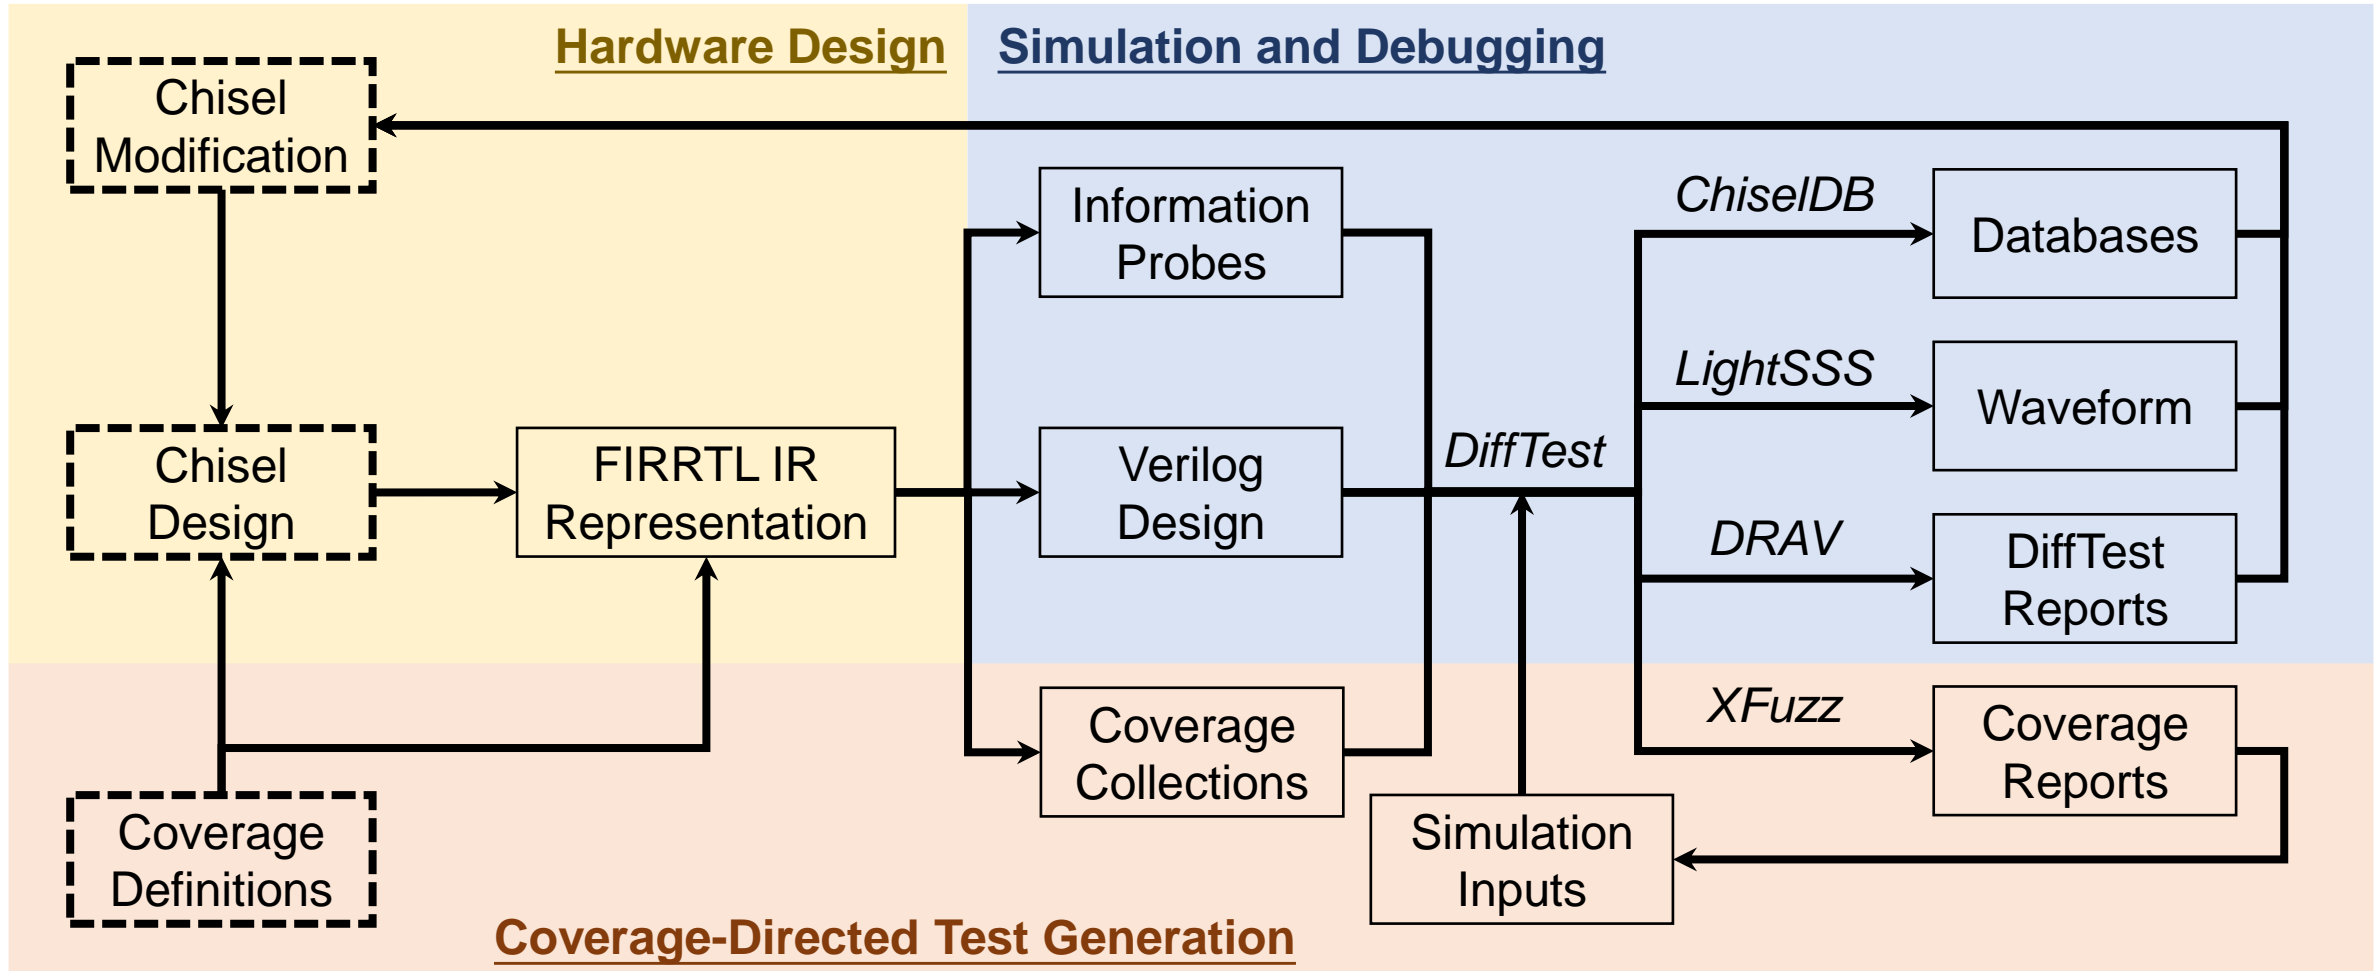 Hardware Design
Simulation and Debugging
Chisel
Modification
Information
Probes
ChiselDB
Databases
LightSSS
Waveform
Chisel
Design
FIRRTL IR
Representation
Verilog
Design
DiffTest
DRAV
DiffTest
Reports
Coverage
Collections
XFuzz
Coverage
Reports
Coverage
Definitions
Simulation
Inputs
Coverage-Directed Test Generation